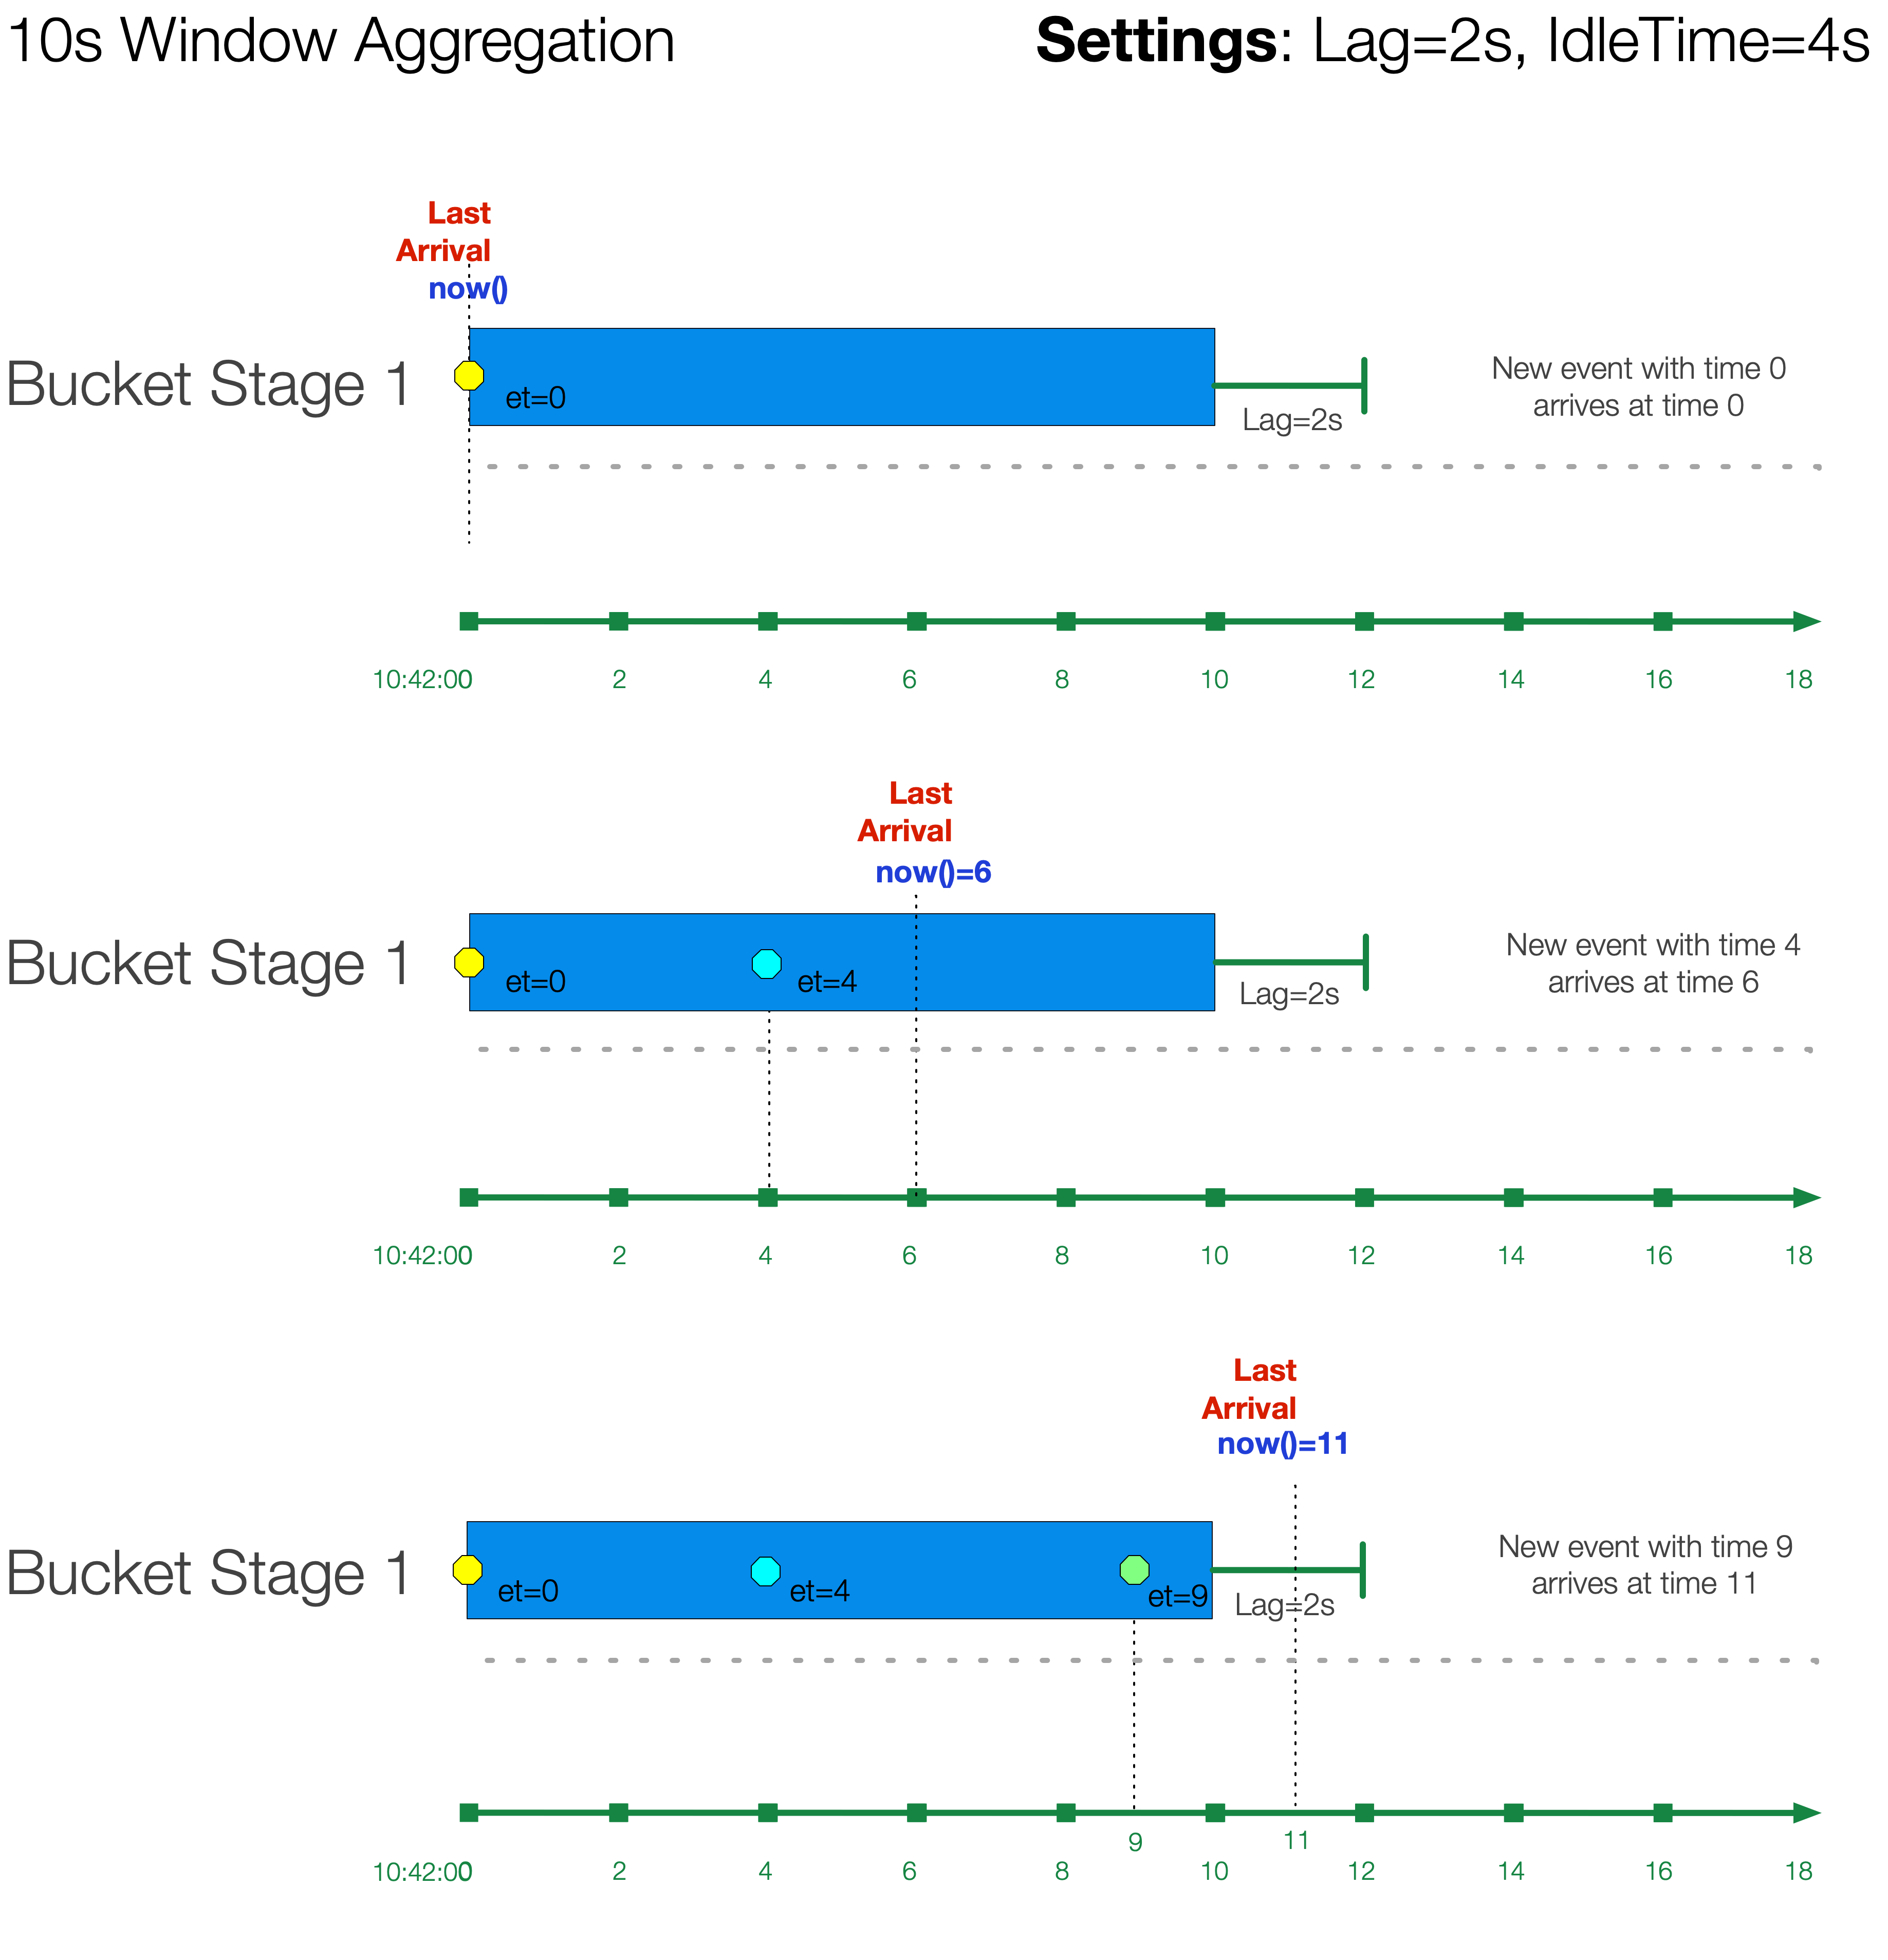 10s Window Aggregation
Settings: Lag=2s, IdleTime=4s
Last
Arrival
now()
Bucket Stage 1
et=0
Lag=2s
New event with time 0
arrives at time 0
10:42:00 2 4 6 8 10 12 14 16 18
Last
Arrival
now()=6
Bucket Stage 1
et=0
et=4
Lag=2s
New event with time 4
arrives at time 6
10:42:00 2 4 6 8 10 12 14 16 18
Last
Arrival
now()=11
Bucket Stage 1
et=0
et=4
et=9
Lag=2s
New event with time 9
arrives at time 11
9 11
10:42:00 2 4 6 8 10 12 14 16 18